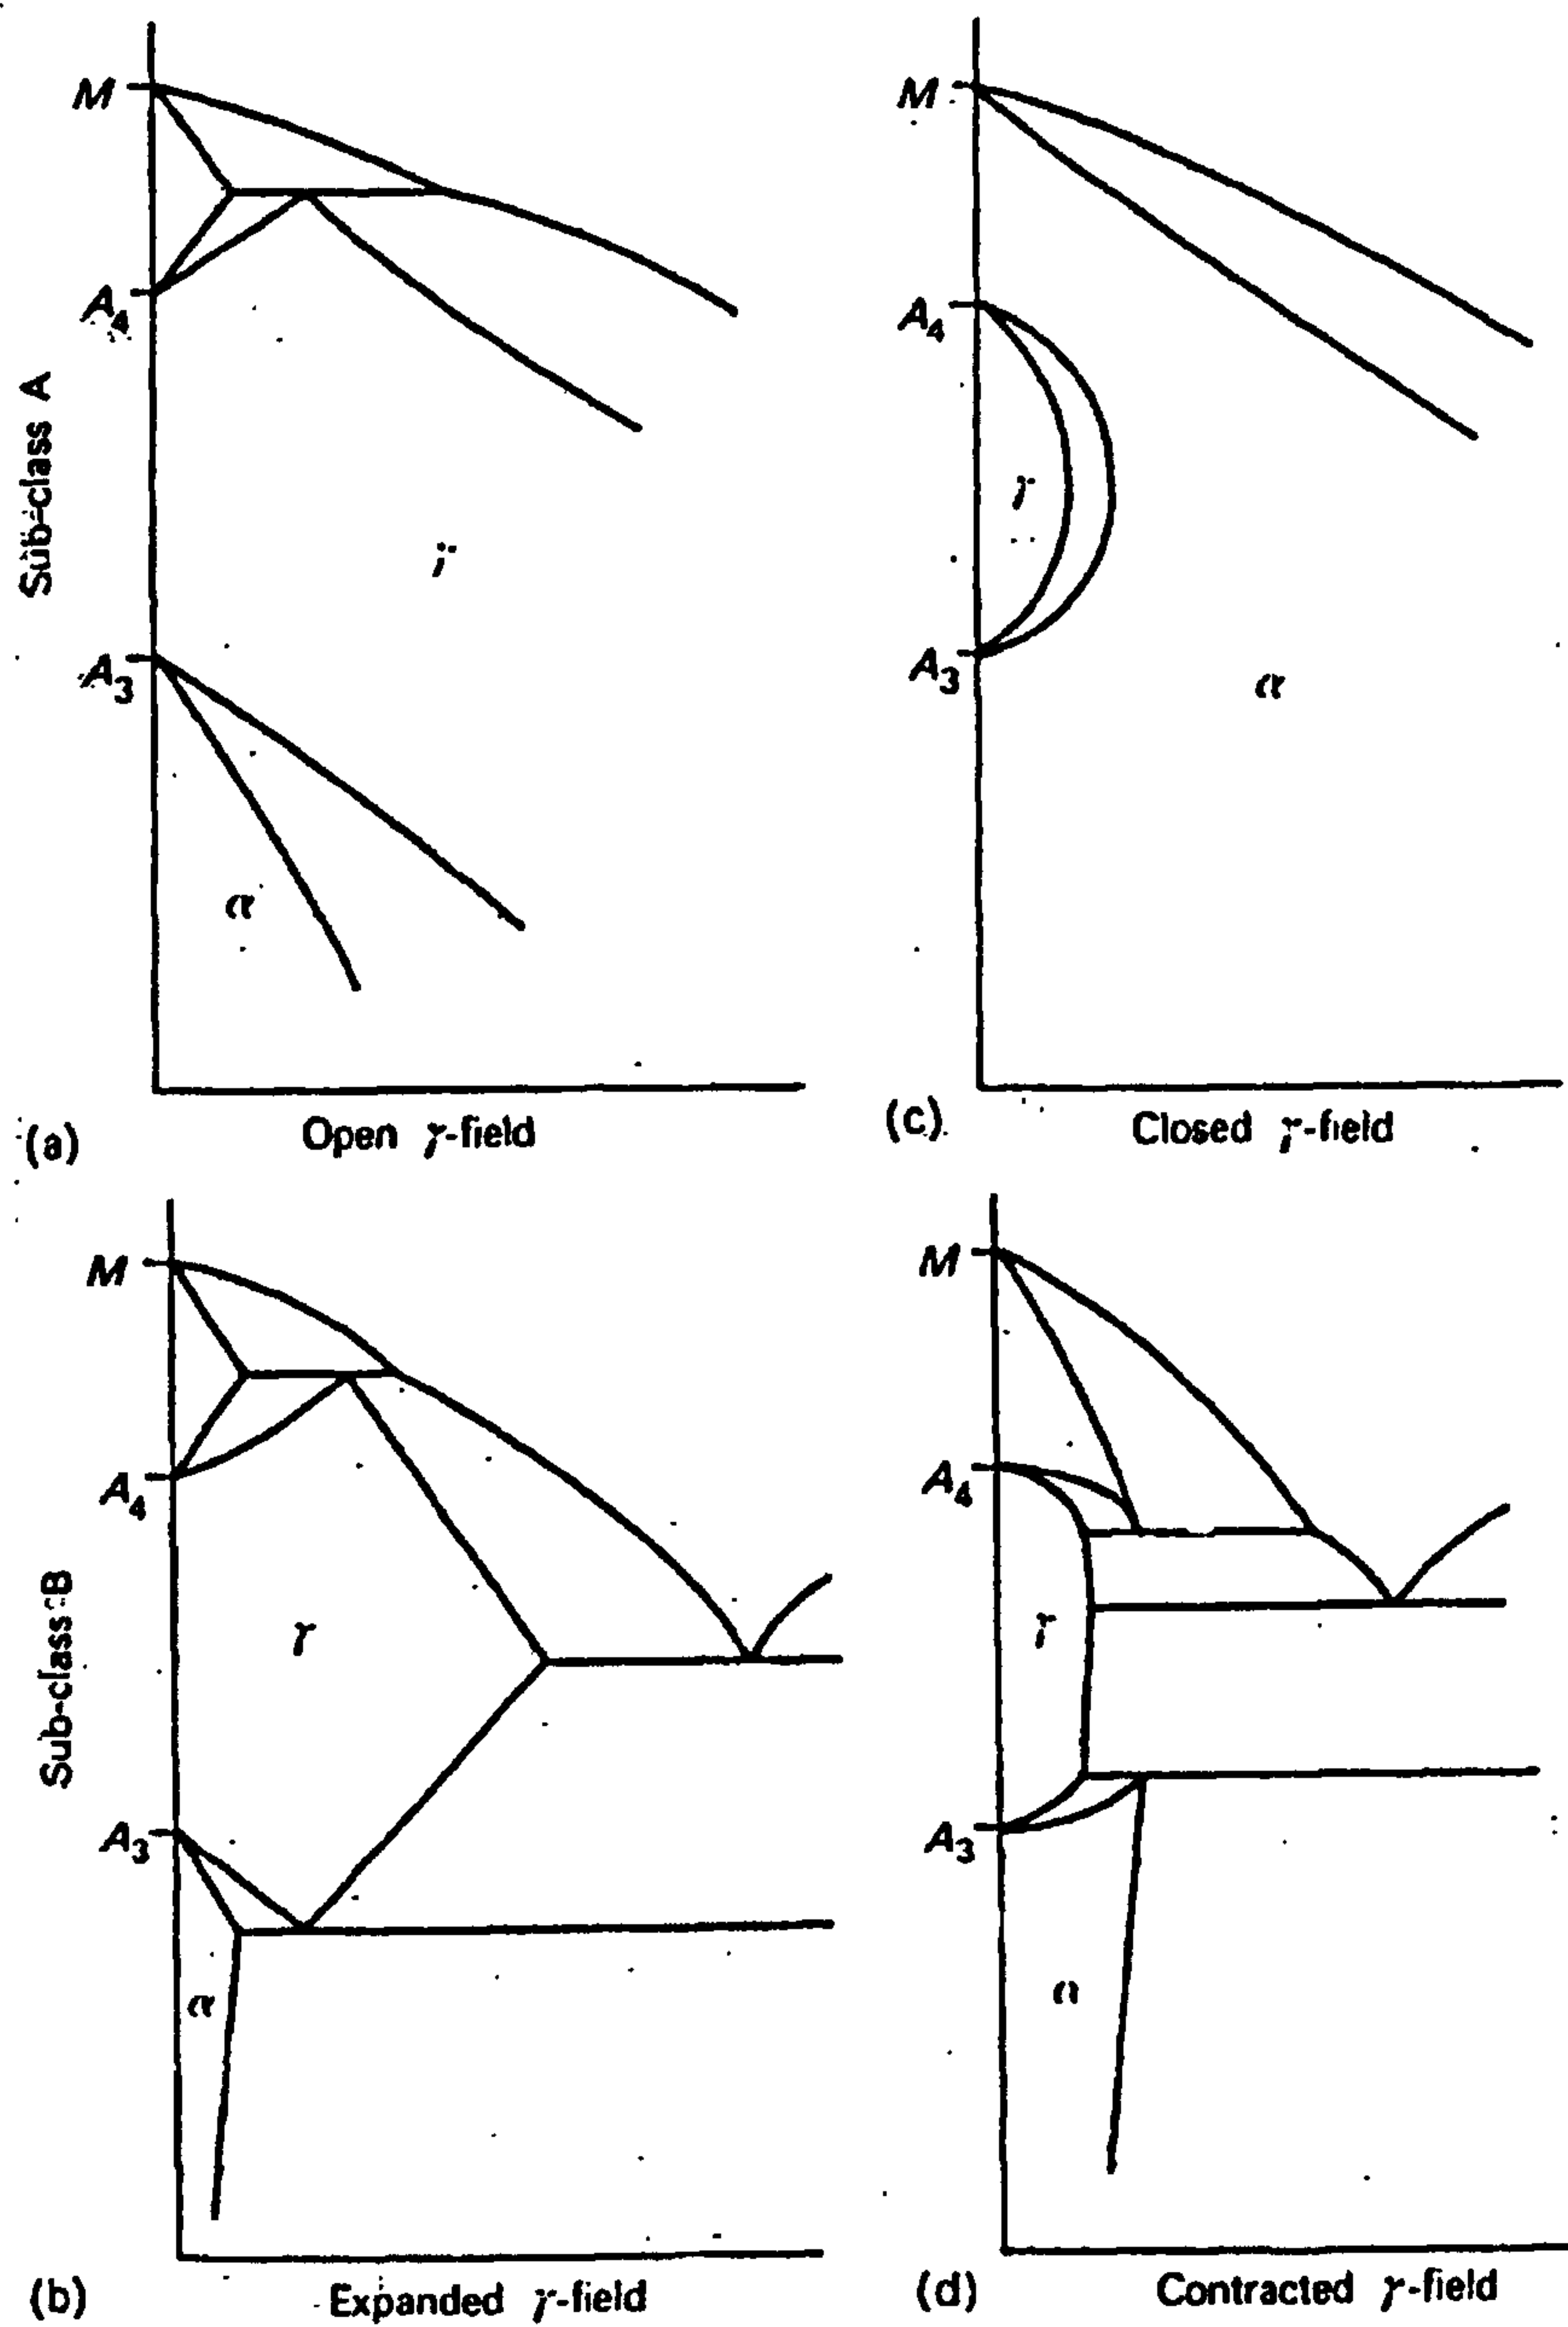 Sub-class A
M
A4
A3
γ
α
(a)
Open γ-field
M
A4
A3
γ
α
(c)
Closed γ-field
Sub-class B
M
A4
A3
γ
α
(b)
Expanded γ-field
M
A4
A3
γ
α
(d)
Contracted γ-field